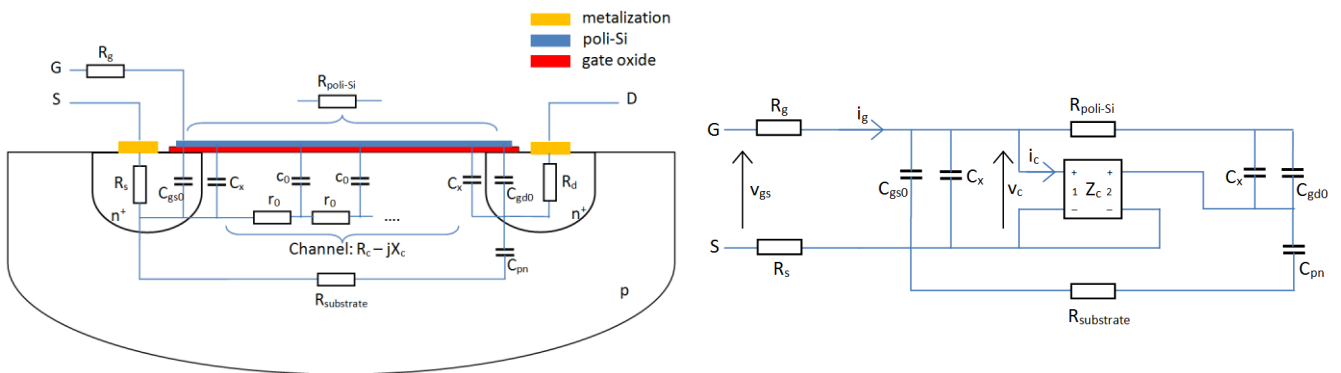 metalization
poli-Si
gate oxide
Rg
G
S
Rpoli-Si
D
Rs
Cgs0
Cx
c0
c0
Cx
Cgd0
Rd
n+
r0
r0
....
n+
Channel: Rc – jXc
Cpn
Rsubstrate
p
G
Rg
ig
Rpoli-Si
vgs
Cgs0
Cx
vc
ic
+ +
1 Zc 2
– –
Cx
Cgd0
S
Rs
Cpn
Rsubstrate